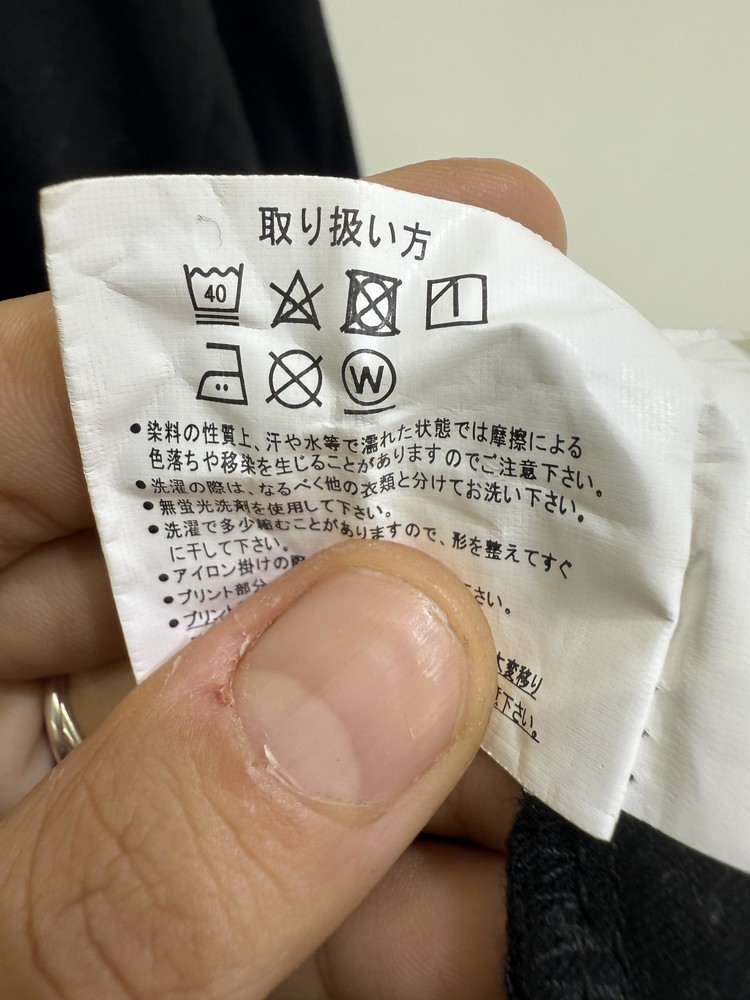 取り扱い方
40
W
●染料の性質上、汗や水等で濡れた状態では摩擦による
色落ちや移染を生じることがありますのでご注意下さい。
●洗濯の際は、なるべく他の衣類と分けてお洗い下さい。
●無蛍光洗剤を使用して下さい。
●洗濯で多少縮むことがありますので、形を整えてすぐ
に干して下さい。
●アイロン掛けの
●プリント部分 さい。
●プリント
大変移り
下さい。